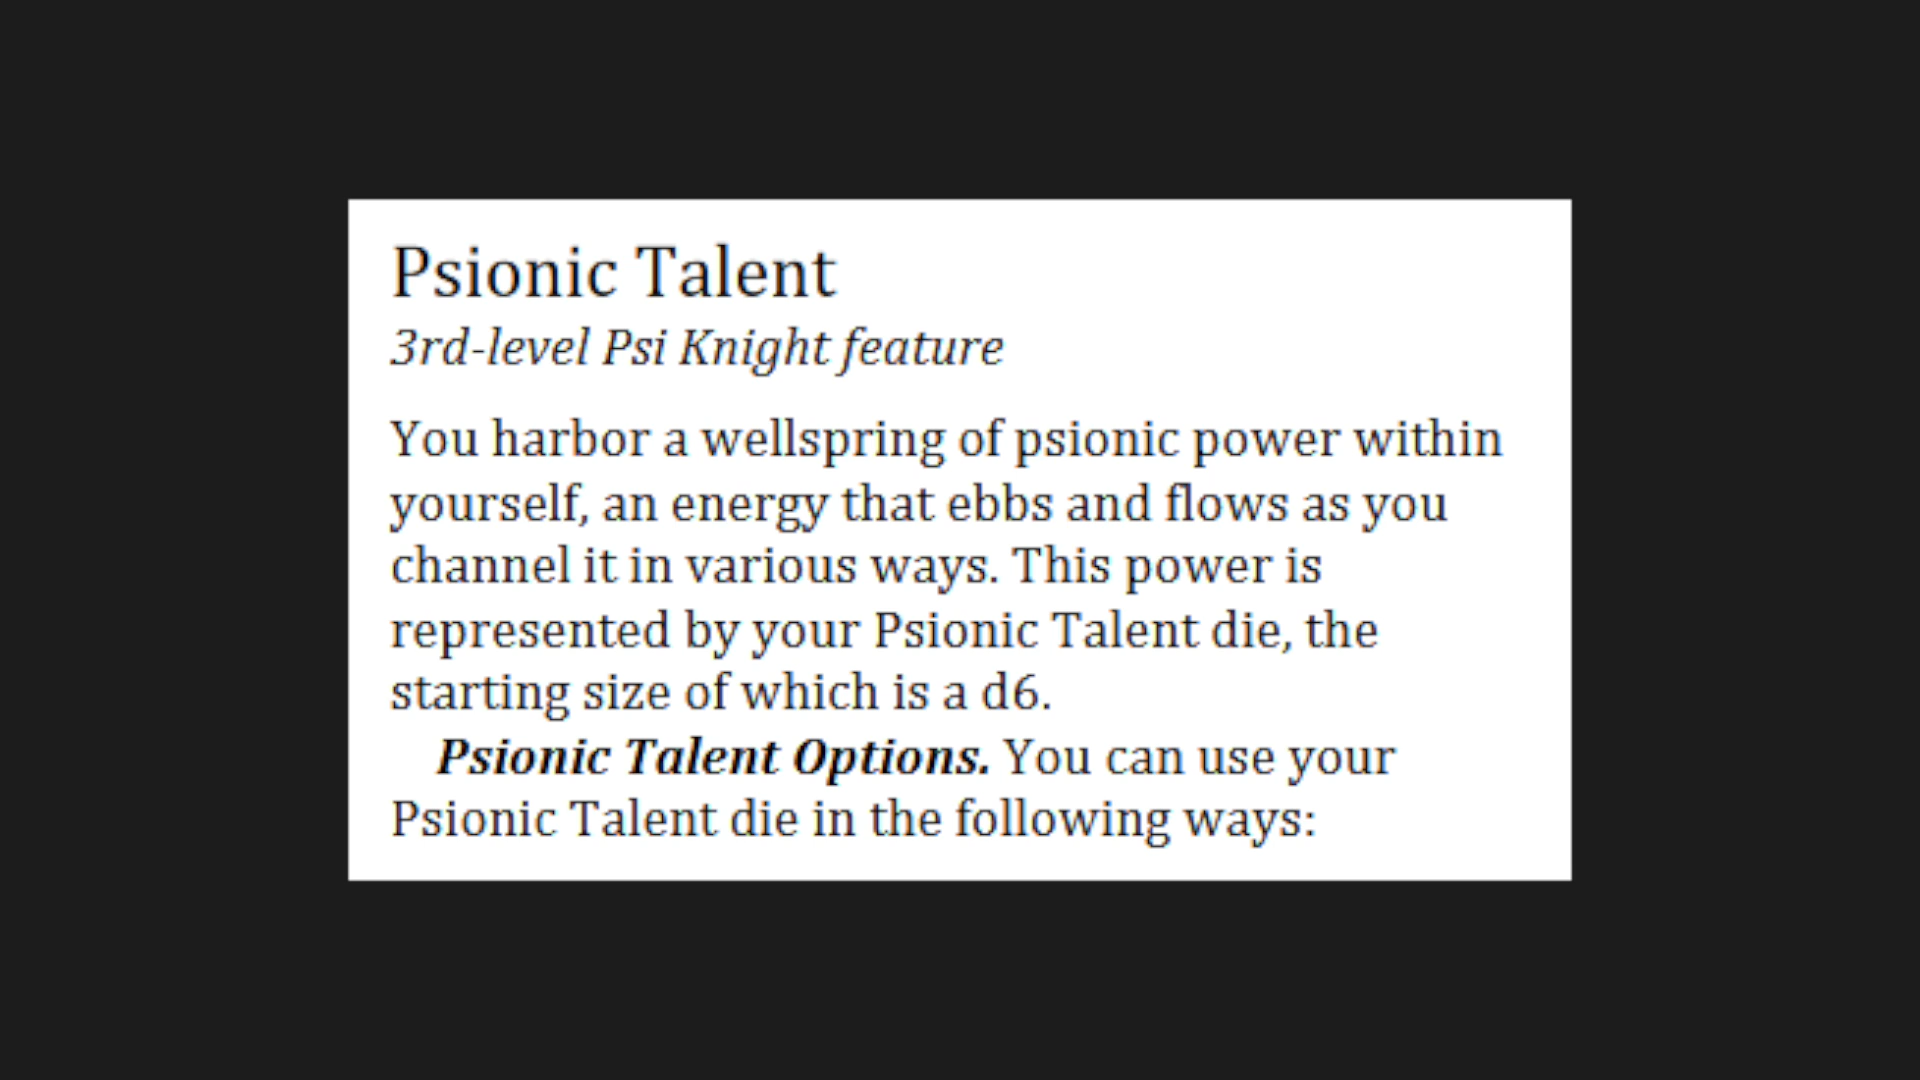 Psionic Talent
3rd-level Psi Knight feature
You harbor a wellspring of psionic power within
yourself, an energy that ebbs and flows as you
channel it in various ways. This power is
represented by your Psionic Talent die, the
starting size of which is a d6.
Psionic Talent Options. You can use your
Psionic Talent die in the following ways: